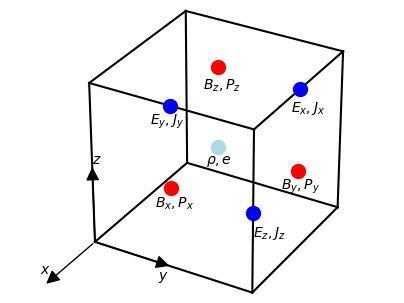 B_z, P_z
E_x, J_x
E_y, J_y
ρ, e
z
B_y, P_y
B_x, P_x
E_z, J_z
x
y